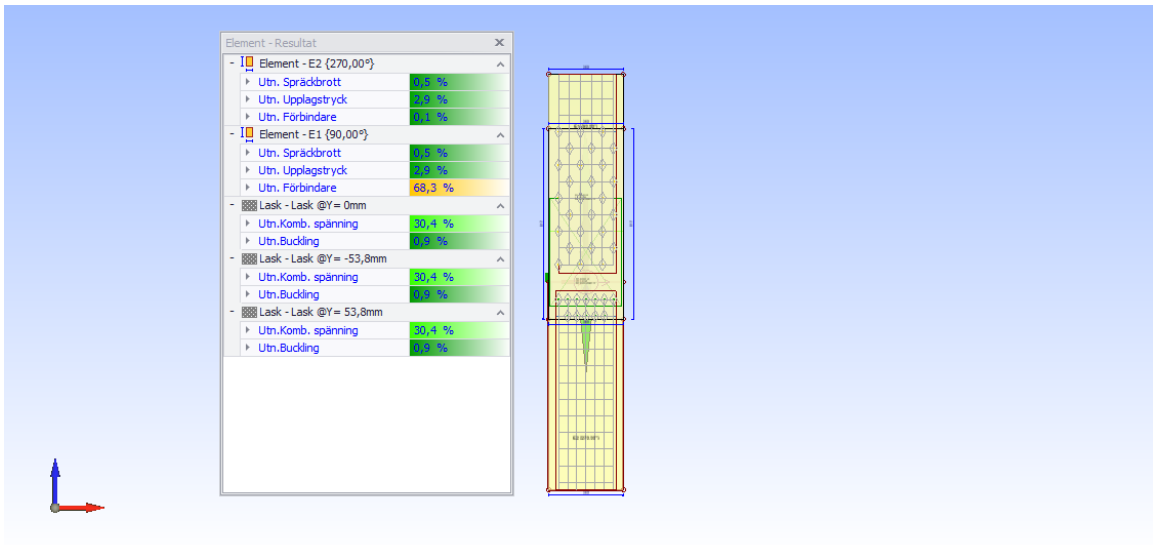 Element - Resultat
Element - E2 {270,00°}
Utn. Spräckbrott 0,5 %
Utn. Upplagstryck 2,9 %
Utn. Förbindare 0,1 %
Element - E1 {90,00°}
Utn. Spräckbrott 0,5 %
Utn. Upplagstryck 2,9 %
Utn. Förbindare 68,3 %
Lask - Lask @Y= 0mm
Utn.Komb. spänning 30,4 %
Utn.Buckling 0,9 %
Lask - Lask @Y= -53,8mm
Utn.Komb. spänning 30,4 %
Utn.Buckling 0,9 %
Lask - Lask @Y= 53,8mm
Utn.Komb. spänning 30,4 %
Utn.Buckling 0,9 %